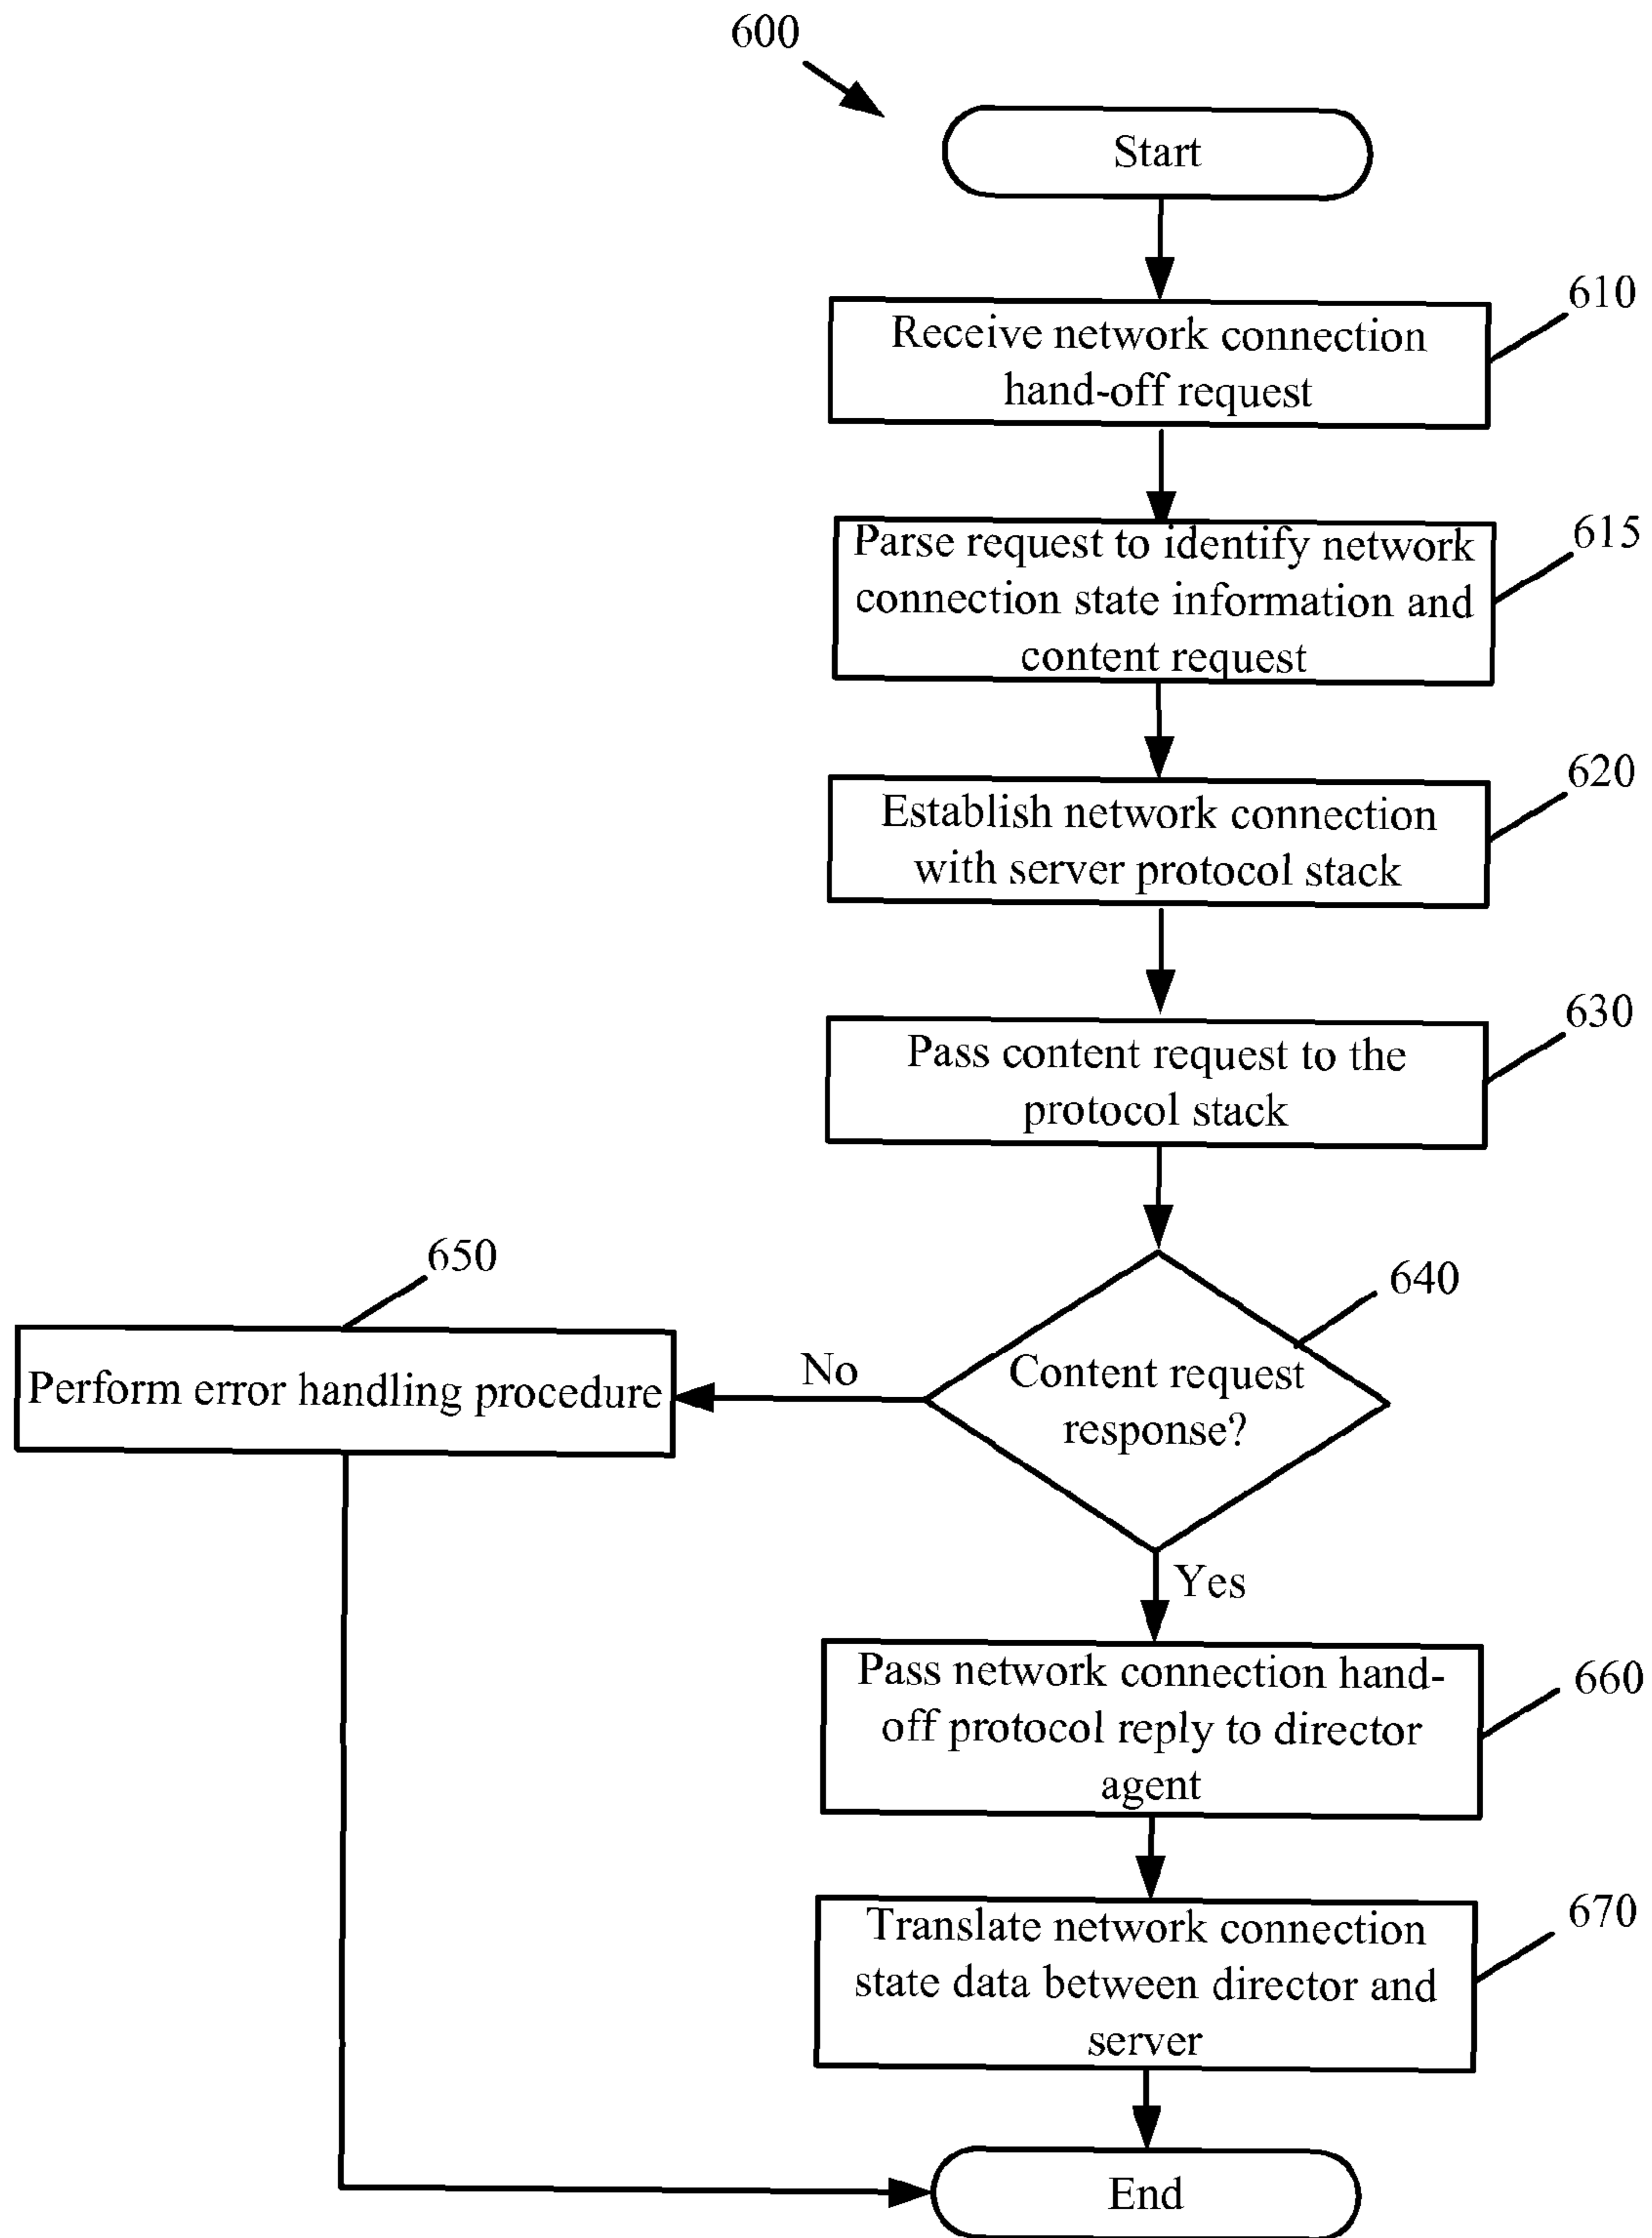 600
Start
610
Receive network connection
hand-off request
615
Parse request to identify network
connection state information and
content request
620
Establish network connection
with server protocol stack
630
Pass content request to the
protocol stack
650
640
Perform error handling procedure
No
Content request
response?
Yes
Pass network connection hand-
off protocol reply to director
agent
660
Translate network connection
state data between director and
server
670
End